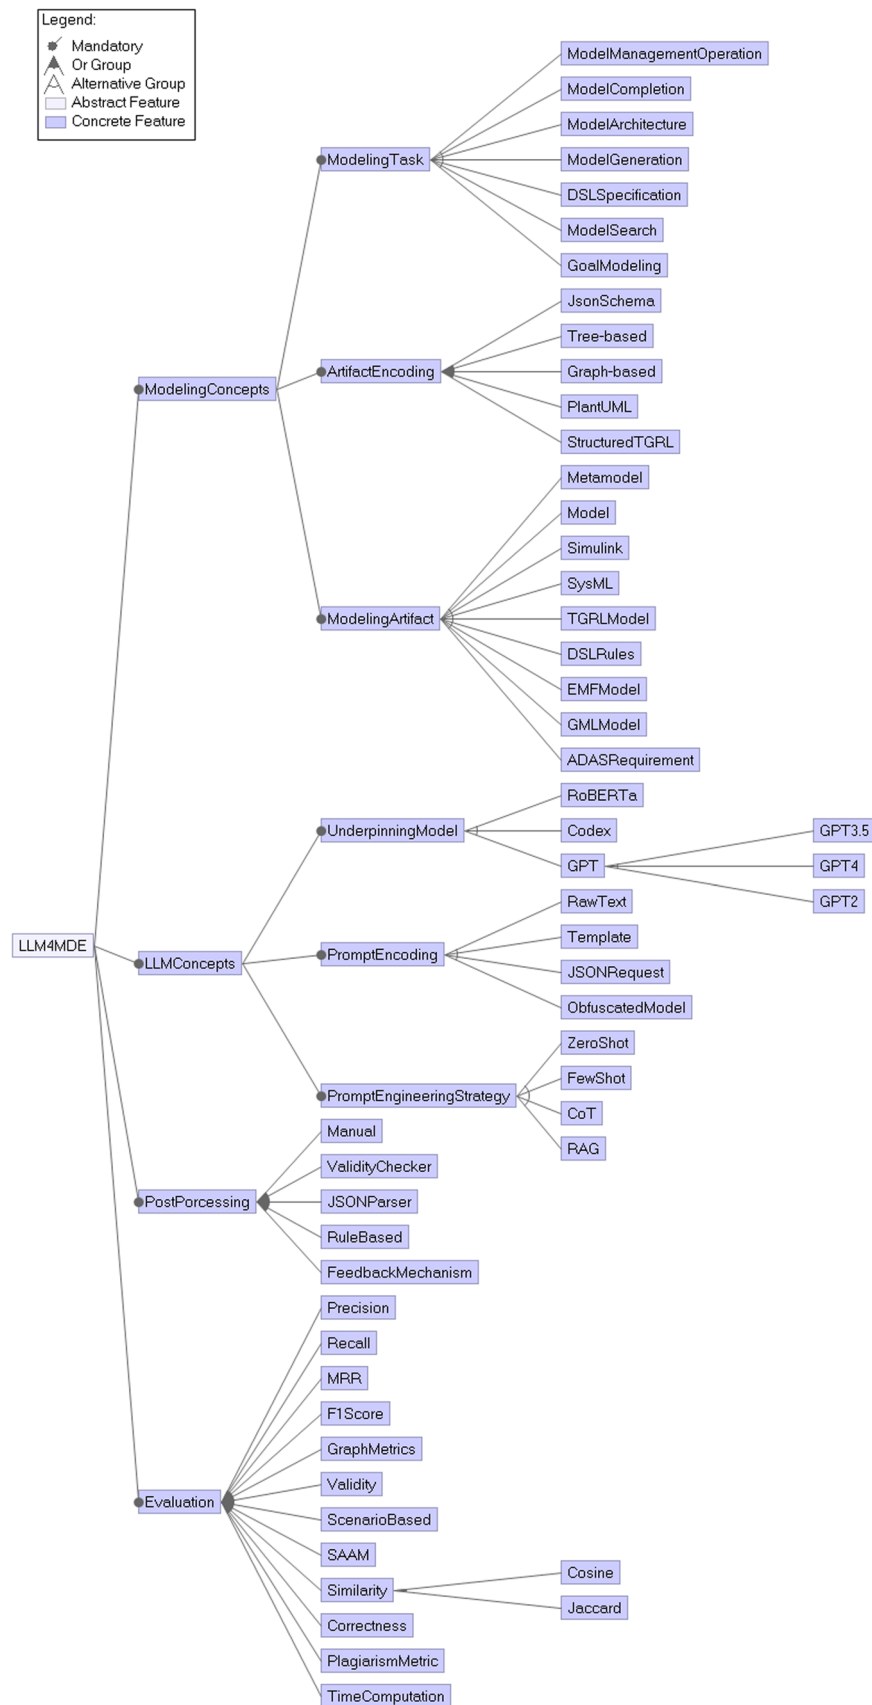 Legend:
Mandatory
Or Group
Alternative Group
Abstract Feature
Concrete Feature
LLM4MDE
ModelingConcepts
ModelingTask
ModelManagementOperation
ModelCompletion
ModelArchitecture
ModelGeneration
DSLSpecification
ModelSearch
GoalModeling
ArtifactEncoding
JsonSchema
Tree-based
Graph-based
PlantUML
StructuredTGRL
ModelingArtifact
Metamodel
Model
Simulink
SysML
TGRLModel
DSLRules
EMFModel
GMLModel
ADASRequirement
LLMConcepts
UnderpinningModel
RoBERTa
Codex
GPT
GPT3.5
GPT4
GPT2
PromptEncoding
RawText
Template
JSONRequest
ObfuscatedModel
PromptEngineeringStrategy
ZeroShot
FewShot
CoT
RAG
PostPorcessing
Manual
ValidityChecker
JSONParser
RuleBased
FeedbackMechanism
Evaluation
Precision
Recall
MRR
F1Score
GraphMetrics
Validity
ScenarioBased
SAAM
Similarity
Cosine
Jaccard
Correctness
PlagiarismMetric
TimeComputation